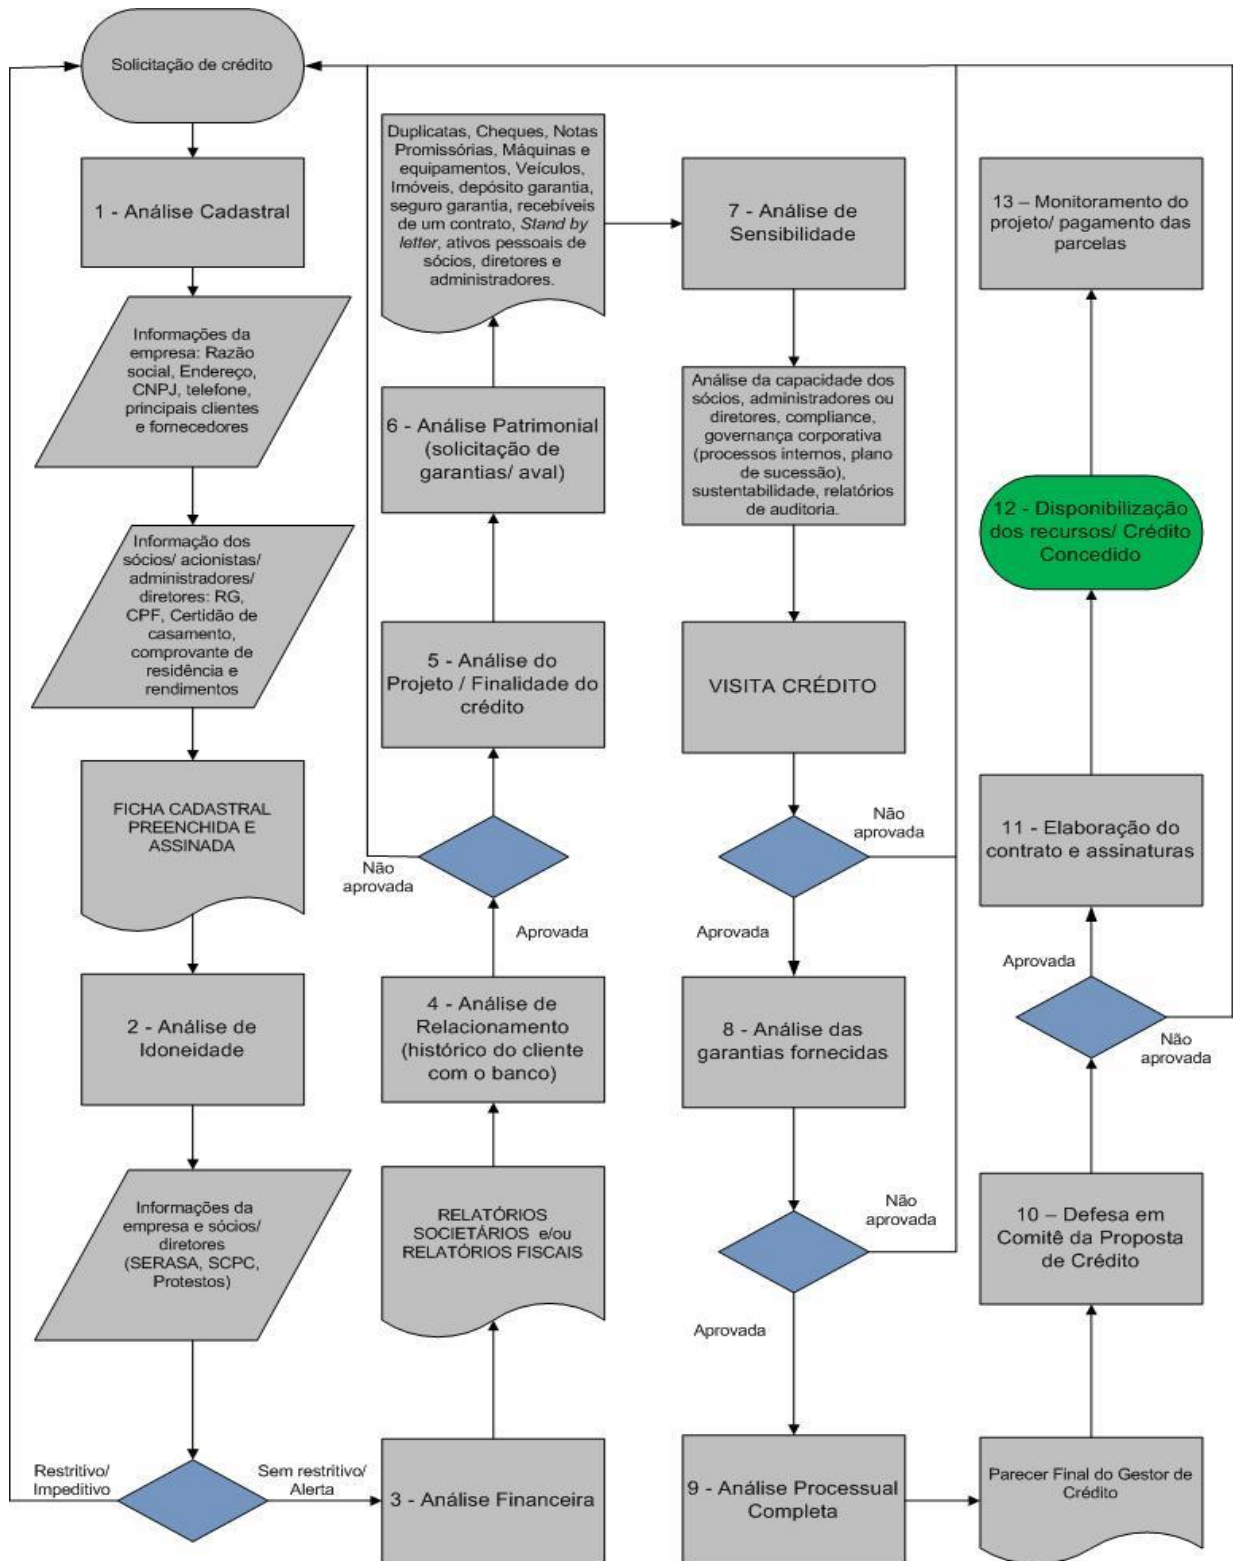 Solicitação de crédito
1 - Análise Cadastral
Informações da
empresa: Razão
social, Endereço,
CNPJ, telefone,
principais clientes
e fornecedores
Informação dos
sócios/ acionistas/
administradores/
diretores: RG,
CPF, Certidão de
casamento,
comprovante de
residência e
rendimentos
FICHA CADASTRAL
PREENCHIDA E
ASSINADA
2 - Análise de
Idoneidade
Informações da
empresa e sócios/
diretores
(SERASA, SCPC,
Protestos)
Restritivo/
Impeditivo
Sem restritivo/
Alerta
3 - Análise Financeira
RELATÓRIOS
SOCIETÁRIOS e/ou
RELATÓRIOS FISCAIS
4 - Análise de
Relacionamento
(histórico do cliente
com o banco)
Aprovada
Não
aprovada
5 - Análise do
Projeto / Finalidade do
crédito
6 - Análise Patrimonial
(solicitação de
garantias/ aval)
Duplicatas, Cheques, Notas
Promissórias, Máquinas e
equipamentos, Veículos,
Imóveis, depósito garantia,
seguro garantia, recebíveis
de um contrato, Stand by
letter, ativos pessoais de
sócios, diretores e
administradores.
7 - Análise de
Sensibilidade
Análise da capacidade dos
sócios, administradores ou
diretores, compliance,
governança corporativa
(processos internos, plano
de sucessão),
sustentabilidade, relatórios
de auditoria.
VISITA CRÉDITO
Não
aprovada
Aprovada
8 - Análise das
garantias fornecidas
Não
aprovada
Aprovada
9 - Análise Processual
Completa
Parecer Final do Gestor de
Crédito
10 – Defesa em
Comitê da Proposta
de Crédito
Não
aprovada
Aprovada
11 - Elaboração do
contrato e assinaturas
12 - Disponibilização
dos recursos/ Crédito
Concedido
13 – Monitoramento do
projeto/ pagamento das
parcelas